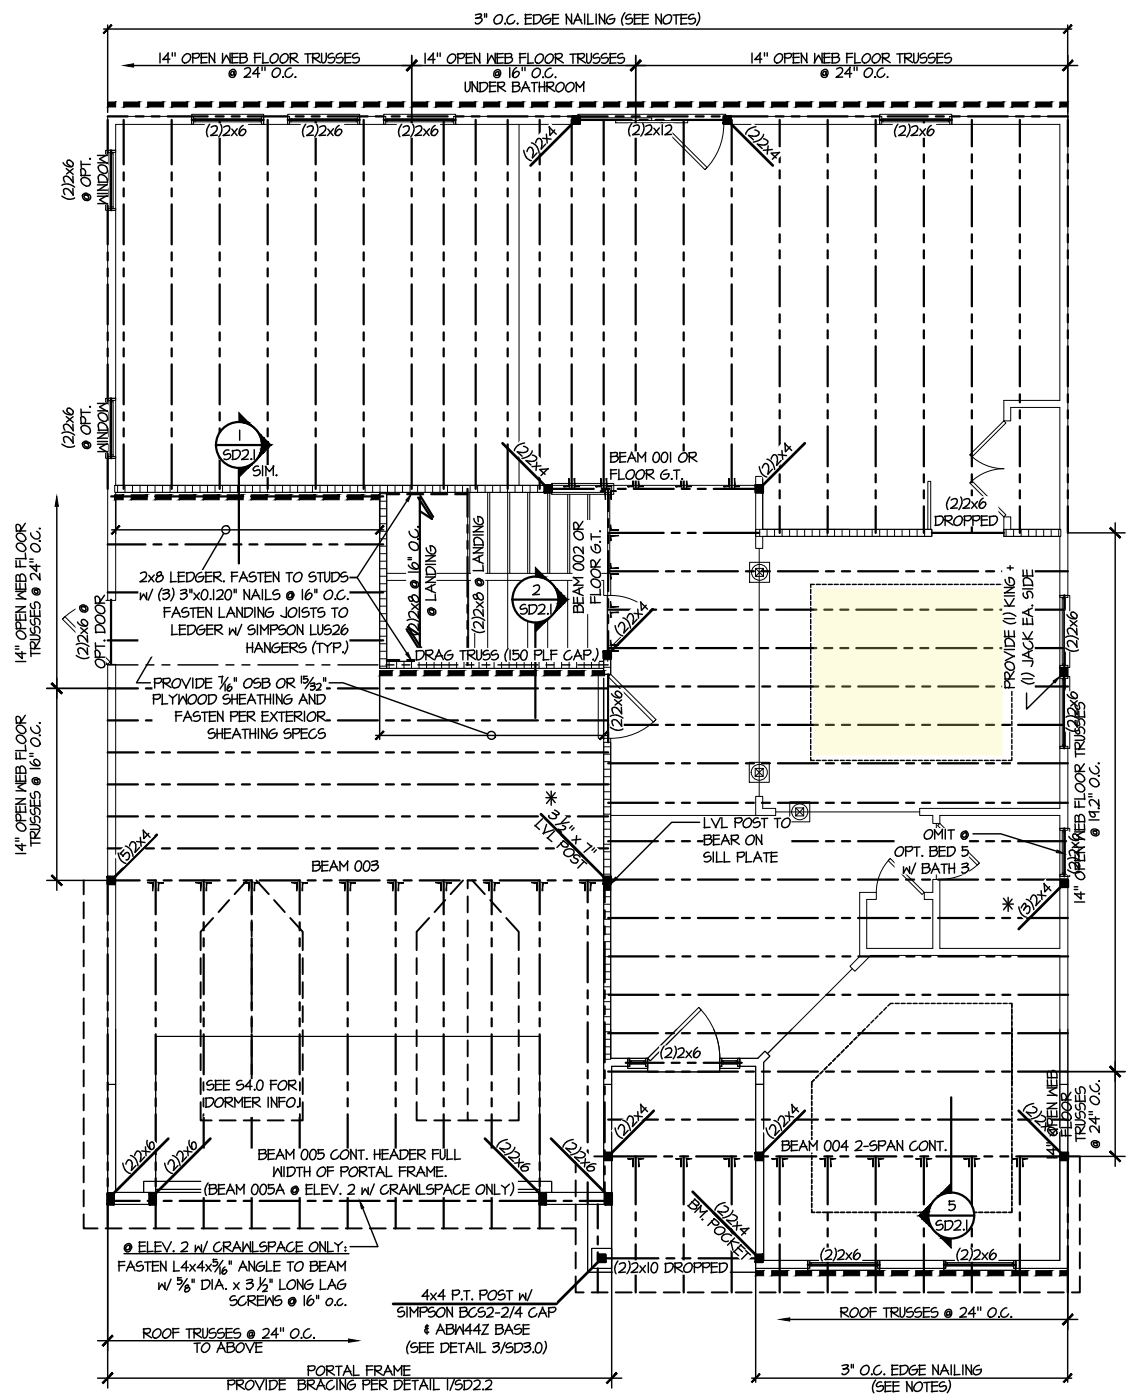 3" O.C. EDGE NAILING (SEE NOTES)
14" OPEN WEB FLOOR TRUSSES
@ 24" O.C.
14" OPEN WEB FLOOR TRUSSES
@ 16" O.C.
UNDER BATHROOM
14" OPEN WEB FLOOR TRUSSES
@ 24" O.C.
(2)2x6
(2)2x6
(2)2x6
(2)2x4
(2)2x12
(2)2x4
(2)2x6
(2)2x6
@ OPT.
WINDOW
(2)2x6
@ OPT.
WINDOW
1
SD2.1
SIM.
(2)2x4
BEAM 001 OR
FLOOR G.T.
(2)2x4
(2)2x6
DROPPED
14" OPEN WEB FLOOR
TRUSSES @ 24" O.C.
(2)2x6 @
OPT. DOOR
2x8 LEDGER. FASTEN TO STUDS
W/ (3) 3"x0.120" NAILS @ 16" O.C.
FASTEN LANDING JOISTS TO
LEDGER W/ SIMPSON LUS26
HANGERS (TYP.)
(2)2x8 @ 16" O.C.
@ LANDING
(2)2x8 @ LANDING
2
SD2.1
BEAM 002 OR
FLOOR G.T.
(2)2x4
DRAG TRUSS (150 PLF CAP.)
PROVIDE 7/16" OSB OR 15/32"
PLYWOOD SHEATHING AND
FASTEN PER EXTERIOR
SHEATHING SPECS
(2)2x6
PROVIDE (1) KING +
(1) JACK EA. SIDE
(2)2x6
(2)2x6
14" OPEN WEB FLOOR TRUSSES
@ 19.2" O.C.
14" OPEN WEB FLOOR
TRUSSES @ 16" O.C.
(5)2x4
BEAM 003
* 3 1/2" x 7"
LVL POST
LVL POST TO
BEAR ON
SILL PLATE
OMIT @
OPT. BED 5
W/ BATH 3
(2)2x6
* (3)2x4
SEE S4.0 FOR
DORMER INFO.
(2)2x6
(2)2x4
(2)2x4
BEAM 004 2-SPAN CONT.
(2)2x4
14" OPEN WEB
FLOOR
TRUSSES
@ 24" O.C.
(2)2x6
(2)2x6
BEAM 005 CONT. HEADER FULL
WIDTH OF PORTAL FRAME.
(BEAM 005A @ ELEV. 2 W/ CRAWLSPACE ONLY)
(2)2x6
(2)2x6
(2)2x4
BM. POCKET
5
SD2.1
@ ELEV. 2 W/ CRAWLSPACE ONLY:
FASTEN L4x4x5/16" ANGLE TO BEAM
W/ 5/8" DIA. x 3 1/2" LONG LAG
SCREWS @ 16" o.c.
(2)2x10 DROPPED
(2)2x6
(2)2x6
4x4 P.T. POST W/
SIMPSON BCS2-2/4 CAP
& ABW44Z BASE
(SEE DETAIL 3/SD3.0)
ROOF TRUSSES @ 24" O.C.
ROOF TRUSSES @ 24" O.C.
TO ABOVE
PORTAL FRAME
PROVIDE BRACING PER DETAIL 1/SD2.2
3" O.C. EDGE NAILING
(SEE NOTES)